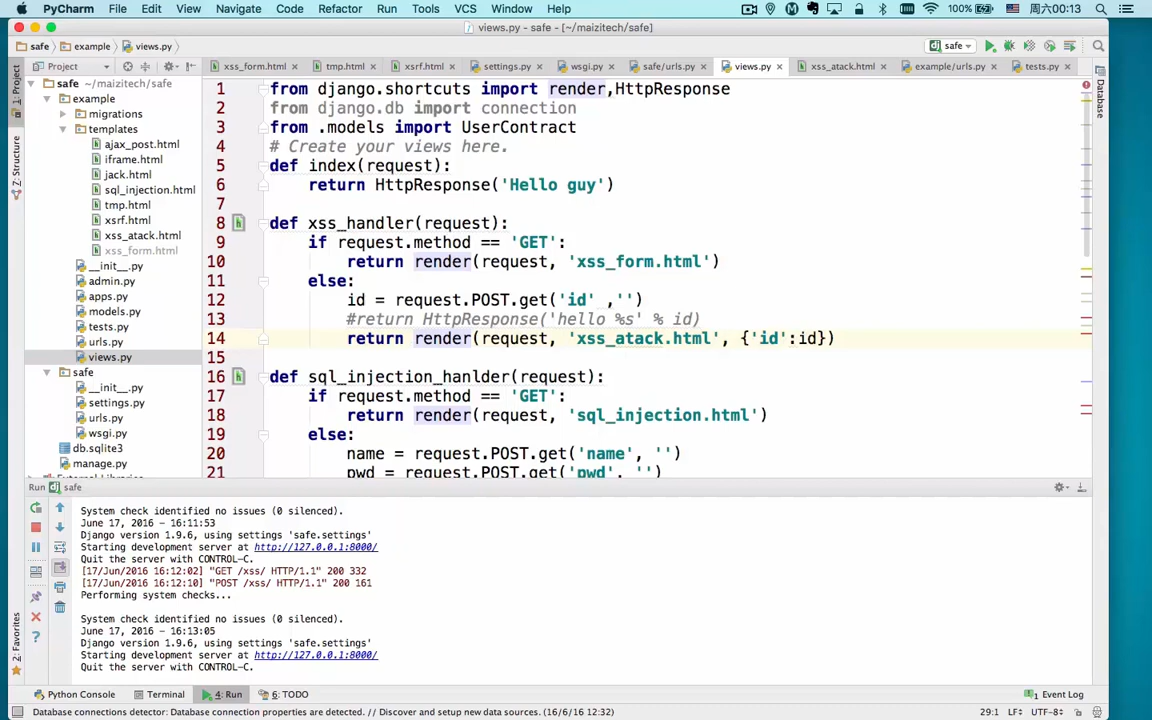 PyCharm File Edit View Navigate Code Refactor Run Tools VCS Window Help 100% 周六00:13
views.py - safe - [~/maizitech/safe]
safe example views.py safe
Project xss_form.html tmp.html xsrf.html settings.py wsgi.py safe/urls.py views.py xss_atack.html example/urls.py tests.py
1: Project
7: Structure
2: Favorites
Database
safe ~/maizitech/safe
example
migrations
templates
ajax_post.html
iframe.html
jack.html
sql_injection.html
tmp.html
xsrf.html
xss_atack.html
xss_form.html
__init__.py
admin.py
apps.py
models.py
tests.py
urls.py
views.py
safe
__init__.py
settings.py
urls.py
wsgi.py
db.sqlite3
manage.py
1 from django.shortcuts import render,HttpResponse
2 from django.db import connection
3 from .models import UserContract
4 # Create your views here.
5 def index(request):
6 return HttpResponse('Hello guy')
7
8 def xss_handler(request):
9 if request.method == 'GET':
10 return render(request, 'xss_form.html')
11 else:
12 id = request.POST.get('id' ,'')
13 #return HttpResponse('hello %s' % id)
14 return render(request, 'xss_atack.html', {'id':id})
15
16 def sql_injection_hanlder(request):
17 if request.method == 'GET':
18 return render(request, 'sql_injection.html')
19 else:
20 name = request.POST.get('name', '')
21 pwd = request.POST.get('pwd', '')
Run safe
System check identified no issues (0 silenced).
June 17, 2016 - 16:11:53
Django version 1.9.6, using settings 'safe.settings'
Starting development server at http://127.0.0.1:8000/
Quit the server with CONTROL-C.
[17/Jun/2016 16:12:02] "GET /xss/ HTTP/1.1" 200 332
[17/Jun/2016 16:12:10] "POST /xss/ HTTP/1.1" 200 161
Performing system checks...
System check identified no issues (0 silenced).
June 17, 2016 - 16:13:05
Django version 1.9.6, using settings 'safe.settings'
Starting development server at http://127.0.0.1:8000/
Quit the server with CONTROL-C.
Python Console Terminal 4: Run 6: TODO 1 Event Log
Database connections detector: Database connection properties are detected. // Discover and setup new data sources. (16/6/16 12:32) 29:1 LF UTF-8